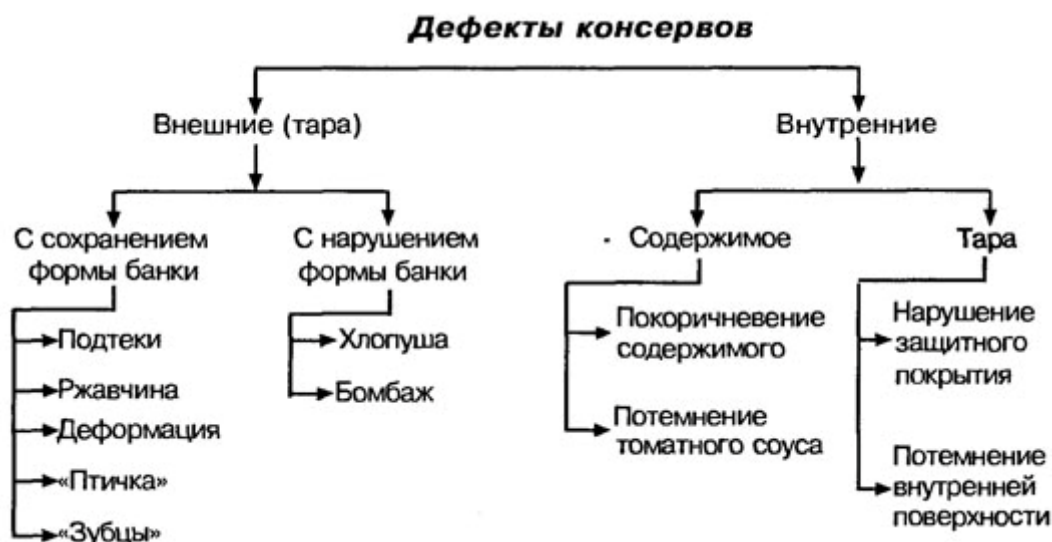 Дефекты консервов
Внешние (тара)
Внутренние
С сохранением
формы банки
С нарушением
формы банки
Содержимое
Тара
Подтеки
Ржавчина
Деформация
«Птичка»
«Зубцы»
Хлопуша
Бомбаж
Покоричневение
содержимого
Потемнение
томатного соуса
Нарушение
защитного
покрытия
Потемнение
внутренней
поверхности